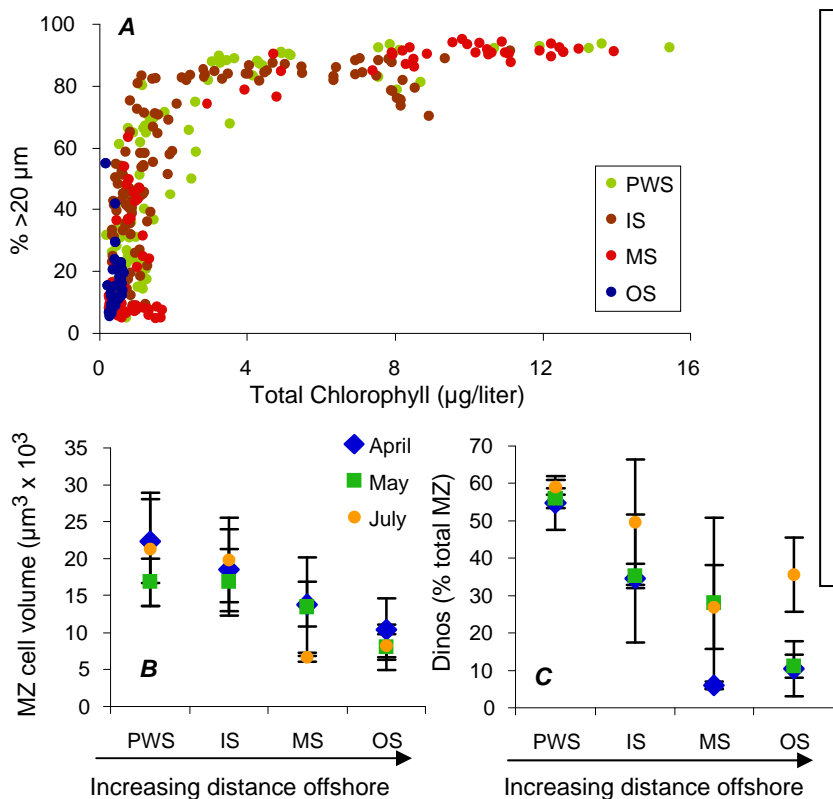 A
100
80
60
40
20
0
% >20 µm
PWS
IS
MS
OS
0 4 8 12 16
Total Chlorophyll (µg/liter)
35
30
25
20
15
10
5
0
MZ cell volume (µm³ x 10³)
April
May
July
B
PWS IS MS OS
Increasing distance offshore
70
60
50
40
30
20
10
0
Dinos (% total MZ)
C
PWS IS MS OS
Increasing distance offshore